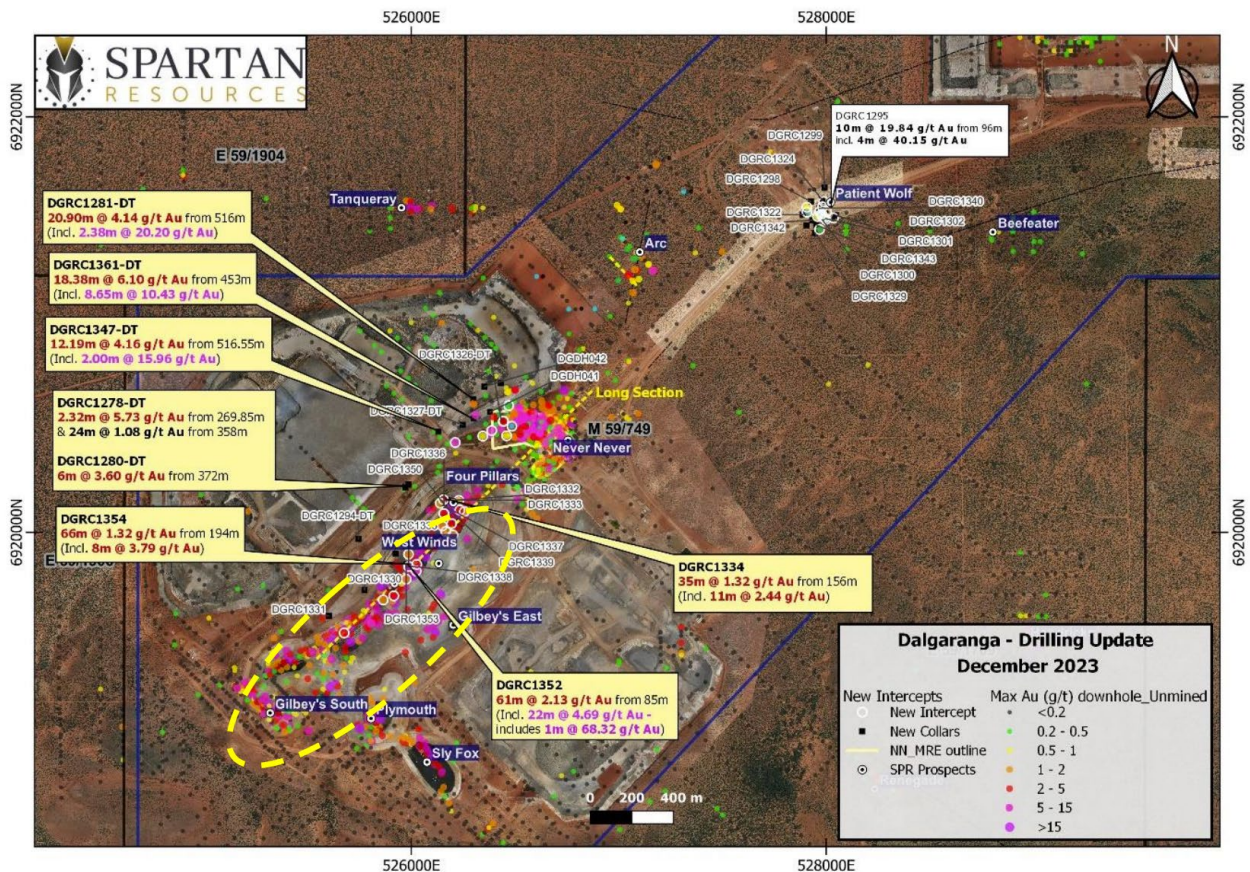 526000E
528000E
SPARTAN
RESOURCES
N
6922000N
6922000N
E 59/1904
DGRC1295
10m @ 19.84 g/t Au from 96m
incl. 4m @ 40.15 g/t Au
DGRC1299
DGRC1324
DGRC1298
Patient Wolf
DGRC1340
DGRC1322
DGRC1302
DGRC1342
DGRC1301
DGRC1343
DGRC1300
DGRC1329
Beefeater
Tanqueray
Arc
DGRC1281-DT
20.90m @ 4.14 g/t Au from 516m
(Incl. 2.38m @ 20.20 g/t Au)
DGRC1361-DT
18.38m @ 6.10 g/t Au from 453m
(Incl. 8.65m @ 10.43 g/t Au)
DGRC1347-DT
12.19m @ 4.16 g/t Au from 516.55m
(Incl. 2.00m @ 15.96 g/t Au)
DGRC1278-DT
2.32m @ 5.73 g/t Au from 269.85m
& 24m @ 1.08 g/t Au from 358m
DGRC1280-DT
6m @ 3.60 g/t Au from 372m
DGRC1354
66m @ 1.32 g/t Au from 194m
(Incl. 8m @ 3.79 g/t Au)
DGRC1326-DT
DGDH042
DGDH041
Long Section
DGRC1327-DT
M 59/749
Never Never
DGRC1336
DGRC1350
Four Pillars
DGRC1332
DGRC1333
DGRC1294-DT
6920000N
6920000N
West Winds
DGRC1337
DGRC1339
DGRC1338
DGRC1330
DGRC1334
35m @ 1.32 g/t Au from 156m
(Incl. 11m @ 2.44 g/t Au)
DGRC1331
DGRC1353
Gilbey's East
DGRC1352
61m @ 2.13 g/t Au from 85m
(Incl. 22m @ 4.69 g/t Au -
includes 1m @ 68.32 g/t Au)
Gilbey's South
lymouth
Sly Fox
0 200 400 m
Dalgaranga - Drilling Update
December 2023
New Intercepts
New Intercept
New Collars
NN_MRE outline
SPR Prospects
Max Au (g/t) downhole_Unmined
<0.2
0.2 - 0.5
0.5 - 1
1 - 2
2 - 5
5 - 15
>15
526000E
528000E